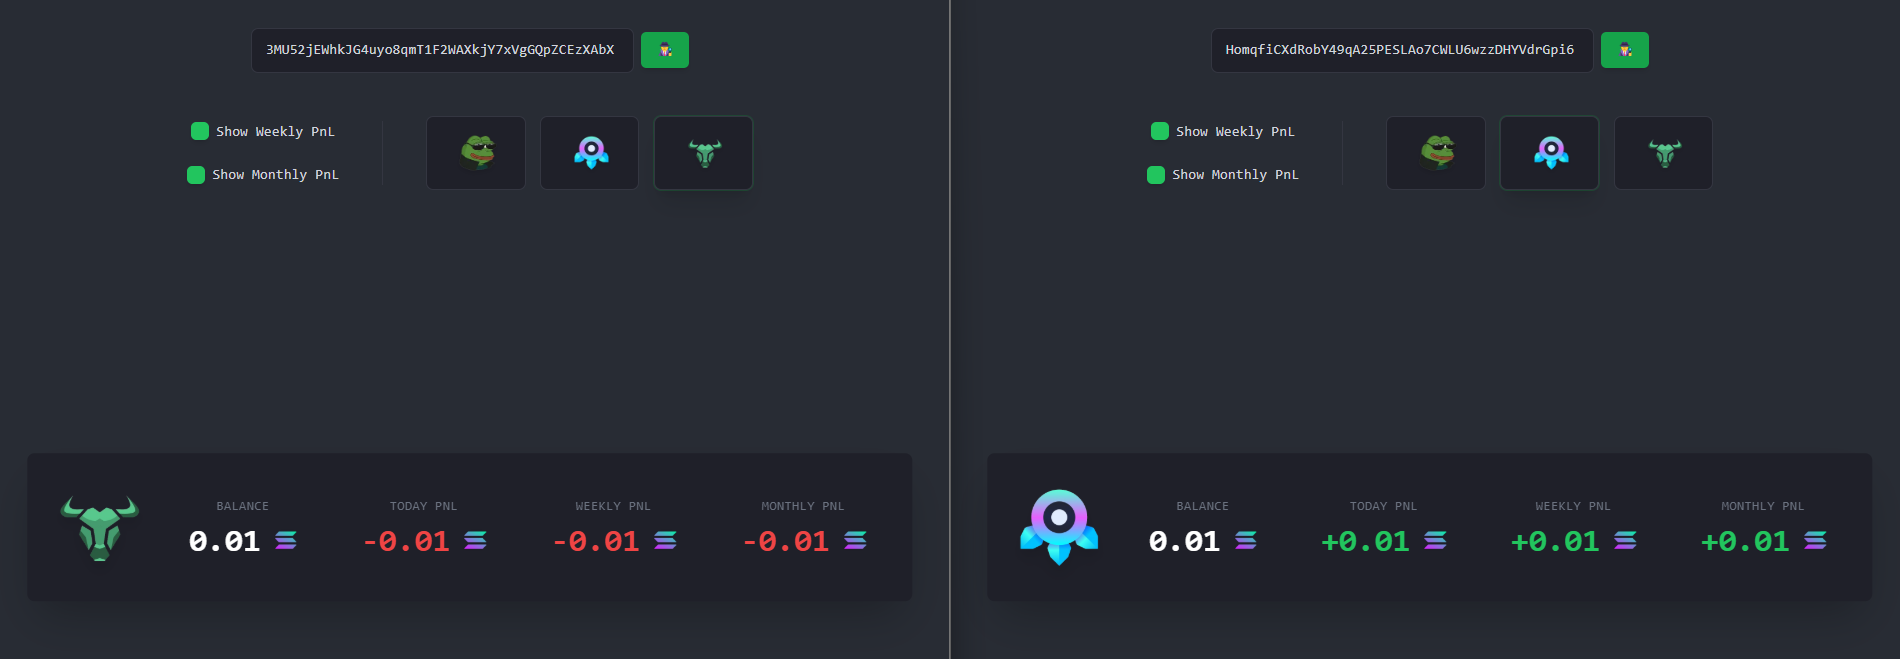 3MU52jEWhkJG4uyo8qmT1F2WAXkjY7xVgGQpZCEzXAbX
Show Weekly PnL
Show Monthly PnL
BALANCE TODAY PNL WEEKLY PNL MONTHLY PNL
0.01 -0.01 -0.01 -0.01
HomqfiCXdRobY49qA25PESLAo7CWLU6wzzDHYVdrGpi6
Show Weekly PnL
Show Monthly PnL
BALANCE TODAY PNL WEEKLY PNL MONTHLY PNL
0.01 +0.01 +0.01 +0.01